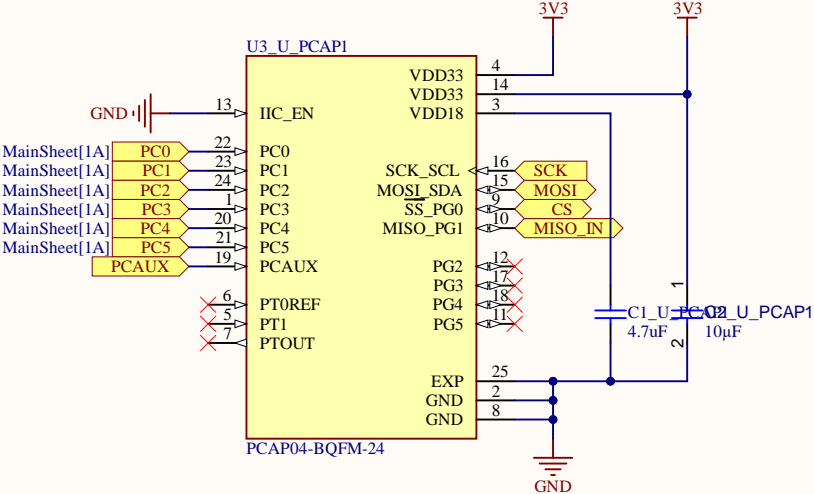 3V3 3V3
U3_U_PCAP1
VDD33 4
VDD33 14
GND 13 IIC_EN VDD18 3
MainSheet[1A] PC0 22 PC0
MainSheet[1A] PC1 23 PC1 SCK_SCL 16 SCK
MainSheet[1A] PC2 24 PC2 MOSI_SDA 15 MOSI
MainSheet[1A] PC3 1 PC3 SS_PG0 9 CS
MainSheet[1A] PC4 20 PC4 MISO_PG1 10 MISO_IN
MainSheet[1A] PC5 21 PC5
PCAUX 19 PCAUX PG2 12
PG3 17
6 PT0REF PG4 18
5 PT1 PG5 11
7 PTOUT
1
C1_U_PCAP1 C2_U_PCAP1
4.7uF 10µF
2
EXP 25
GND 2
GND 8
PCAP04-BQFM-24
GND